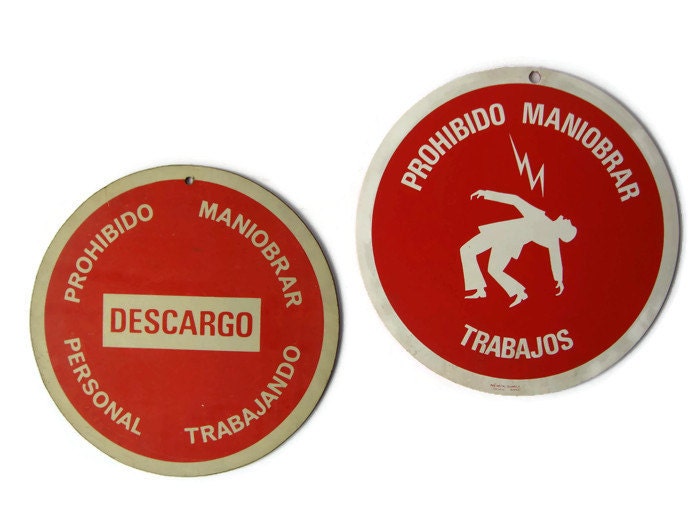 PROHIBIDO MANIOBRAR
DESCARGO
PERSONAL TRABAJANDO
PROHIBIDO MANIOBRAR
TRABAJOS